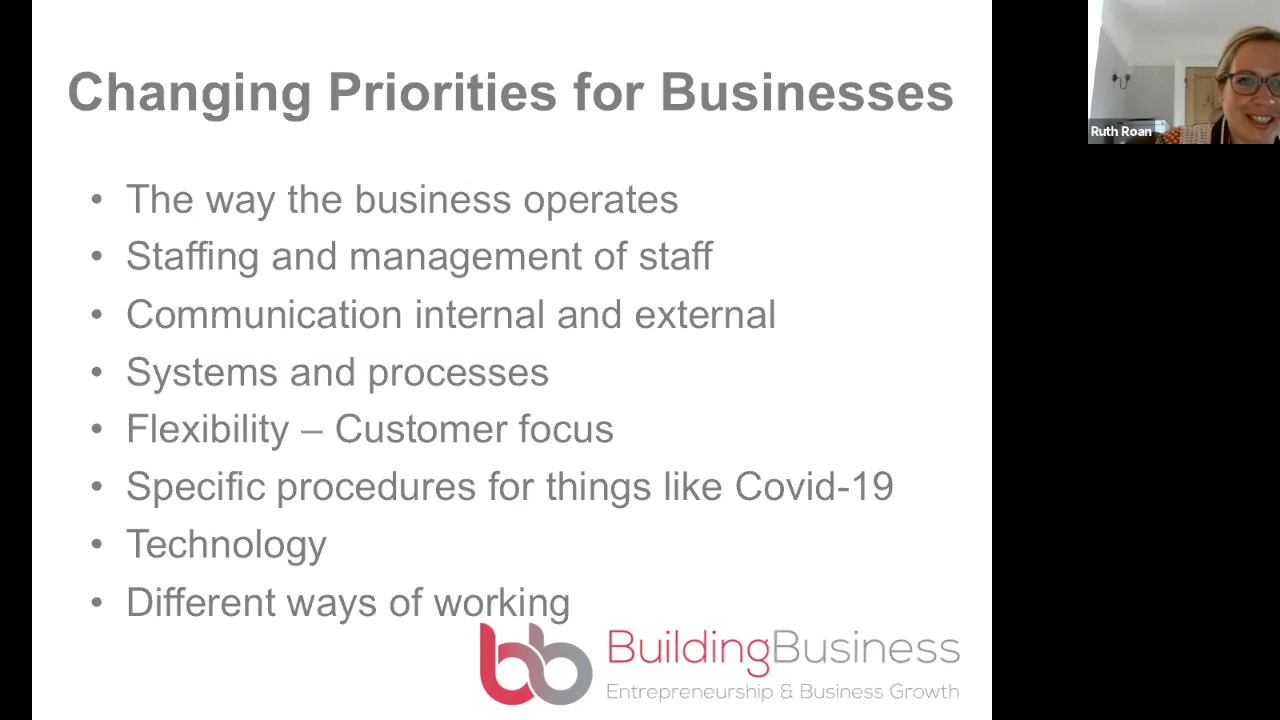 Changing Priorities for Businesses
• The way the business operates
• Staffing and management of staff
• Communication internal and external
• Systems and processes
• Flexibility – Customer focus
• Specific procedures for things like Covid-19
• Technology
• Different ways of working
bb BuildingBusiness
Entrepreneurship & Business Growth
Ruth Roan